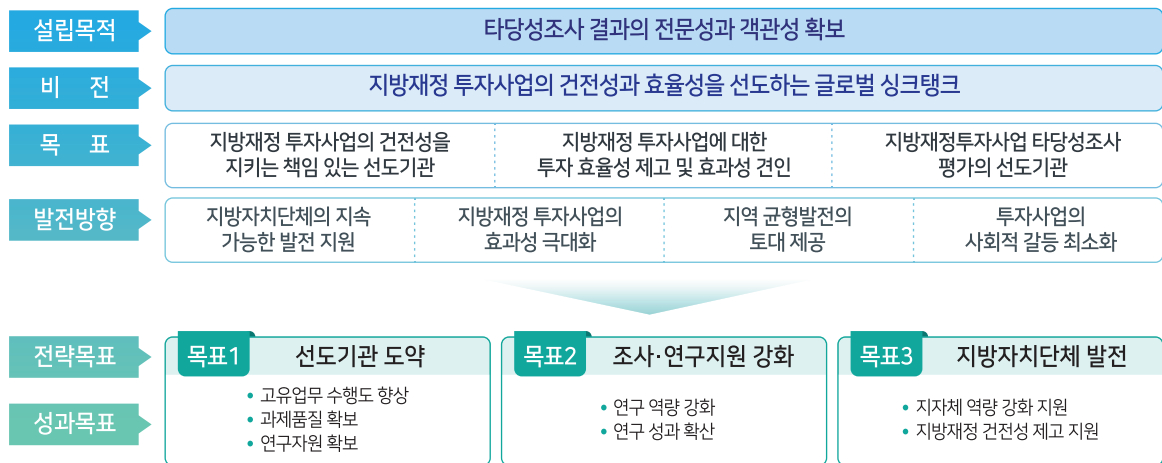 설립목적
타당성조사 결과의 전문성과 객관성 확보
비 전
지방재정 투자사업의 건전성과 효율성을 선도하는 글로벌 싱크탱크
목 표
지방재정 투자사업의 건전성을
지키는 책임 있는 선도기관
지방재정 투자사업에 대한
투자 효율성 제고 및 효과성 견인
지방재정투자사업 타당성조사
평가의 선도기관
발전방향
지방자치단체의 지속
가능한 발전 지원
지방재정 투자사업의
효과성 극대화
지역 균형발전의
토대 제공
투자사업의
사회적 갈등 최소화
전략목표
목표1 선도기관 도약
목표2 조사·연구지원 강화
목표3 지방자치단체 발전
성과목표
• 고유업무 수행도 향상
• 과제품질 확보
• 연구자원 확보
• 연구 역량 강화
• 연구 성과 확산
• 지자체 역량 강화 지원
• 지방재정 건전성 제고 지원